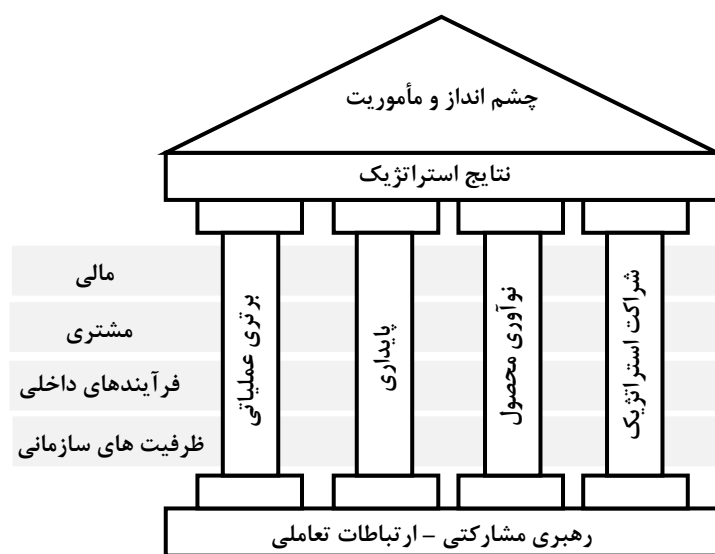 چشم انداز و مأموریت
نتایج استراتژیک
شراکت استراتژیک
نوآوری محصول
پایداری
برتری عملیاتی
مالی
مشتری
فرآیندهای داخلی
ظرفیت های سازمانی
رهبری مشارکتی – ارتباطات تعاملی